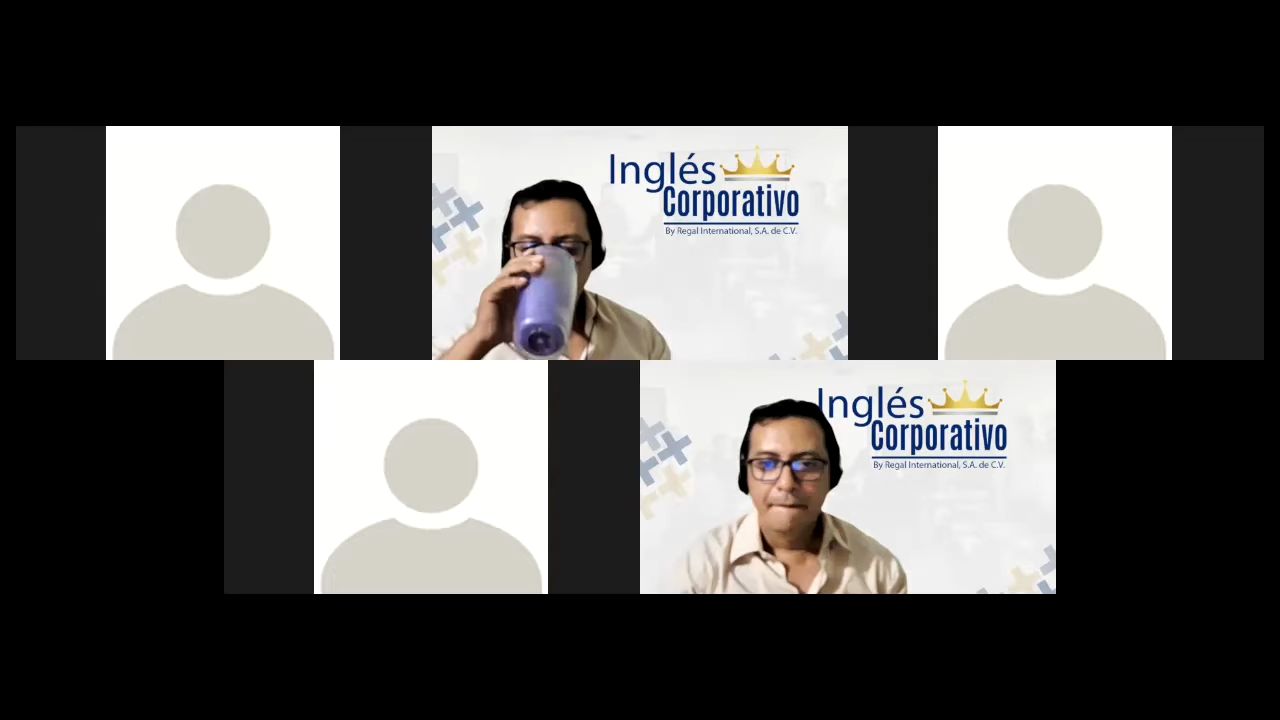 Inglés
Corporativo
By Regal International, S.A. de C.V.
Inglés
Corporativo
By Regal International, S.A. de C.V.